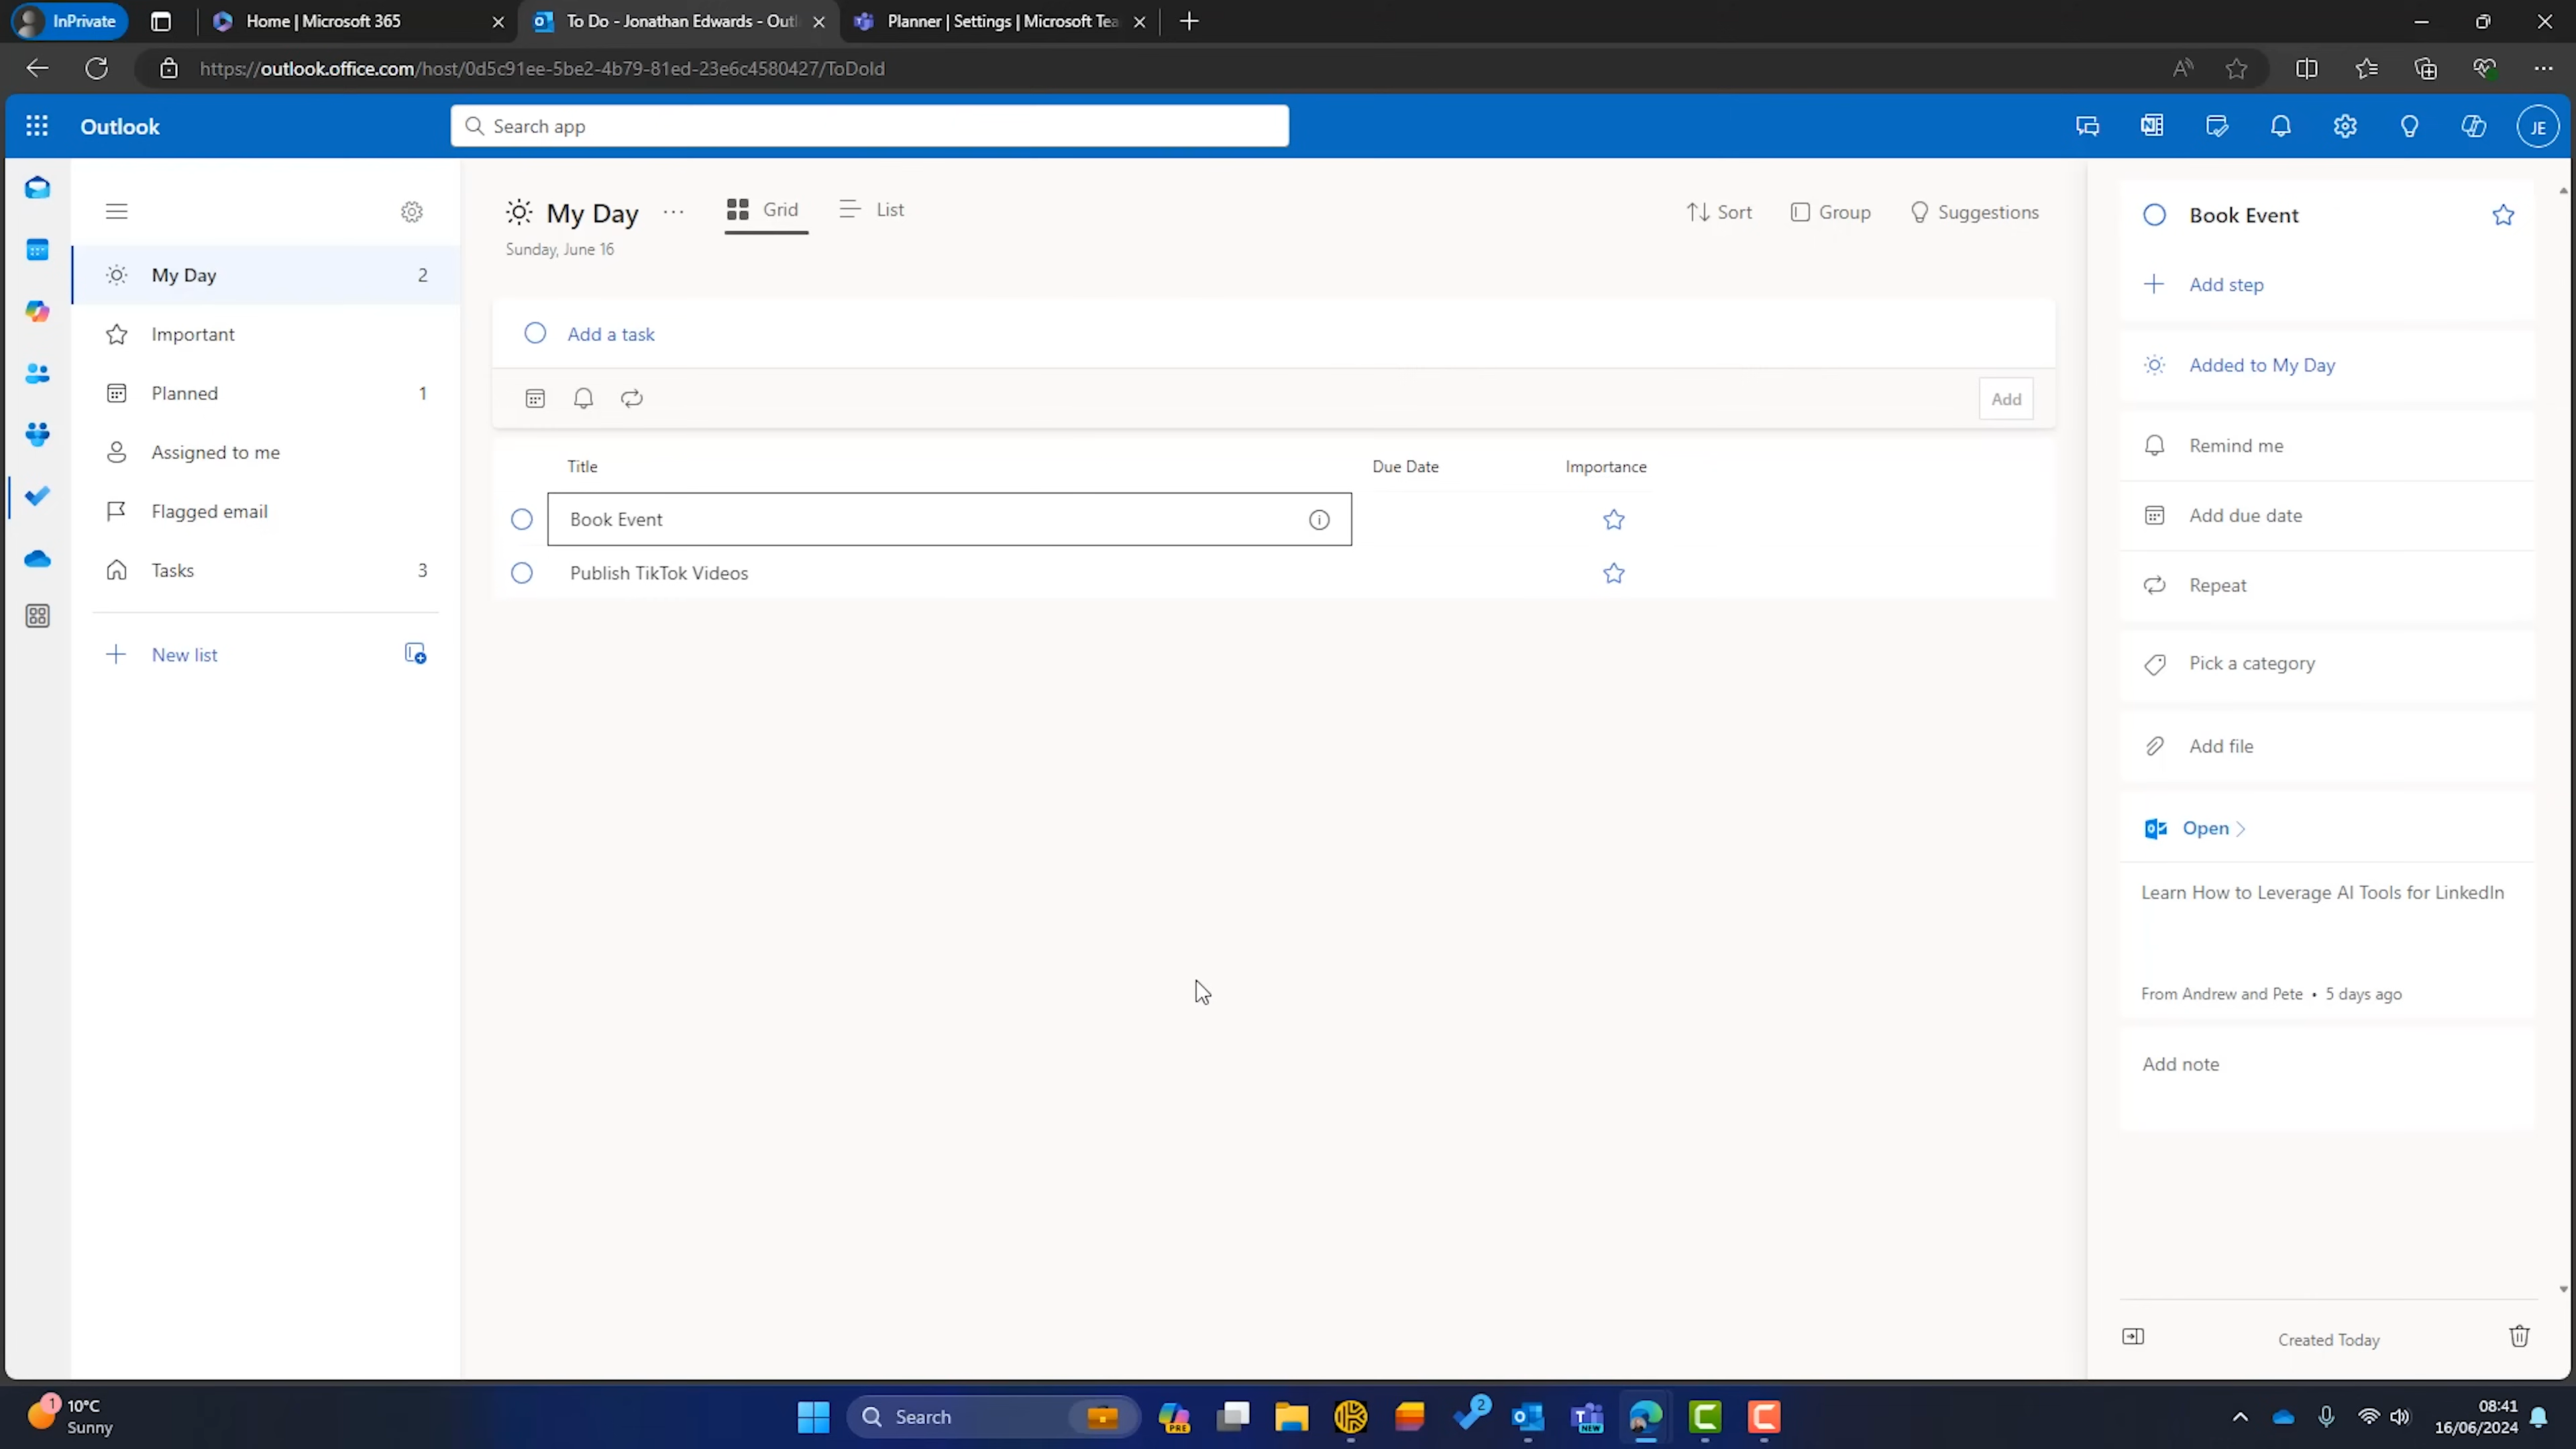 InPrivate
Home | Microsoft 365
To Do - Jonathan Edwards - Outl
Planner | Settings | Microsoft Tea
https://outlook.office.com/host/0d5c91ee-5be2-4b79-81ed-23e6c4580427/ToDoId
Outlook
Search app
JE
My Day 2
Important
Planned 1
Assigned to me
Flagged email
Tasks 3
New list
My Day
Sunday, June 16
Grid
List
Sort
Group
Suggestions
Add a task
Add
Title
Due Date
Importance
Book Event
Publish TikTok Videos
Book Event
Add step
Added to My Day
Remind me
Add due date
Repeat
Pick a category
Add file
Open
Learn How to Leverage AI Tools for LinkedIn
From Andrew and Pete • 5 days ago
Add note
Created Today
1
10°C
Sunny
Search
PRE
2
NEW
08:41
16/06/2024